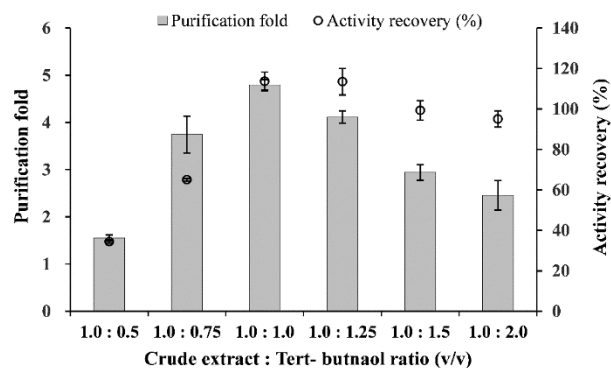 Purification fold
Activity recovery (%)
6
5
4
3
2
1
0
Purification fold
140
120
100
80
60
40
20
0
Activity recovery (%)
1.0 : 0.5
1.0 : 0.75
1.0 : 1.0
1.0 : 1.25
1.0 : 1.5
1.0 : 2.0
Crude extract : Tert- butnaol ratio (v/v)